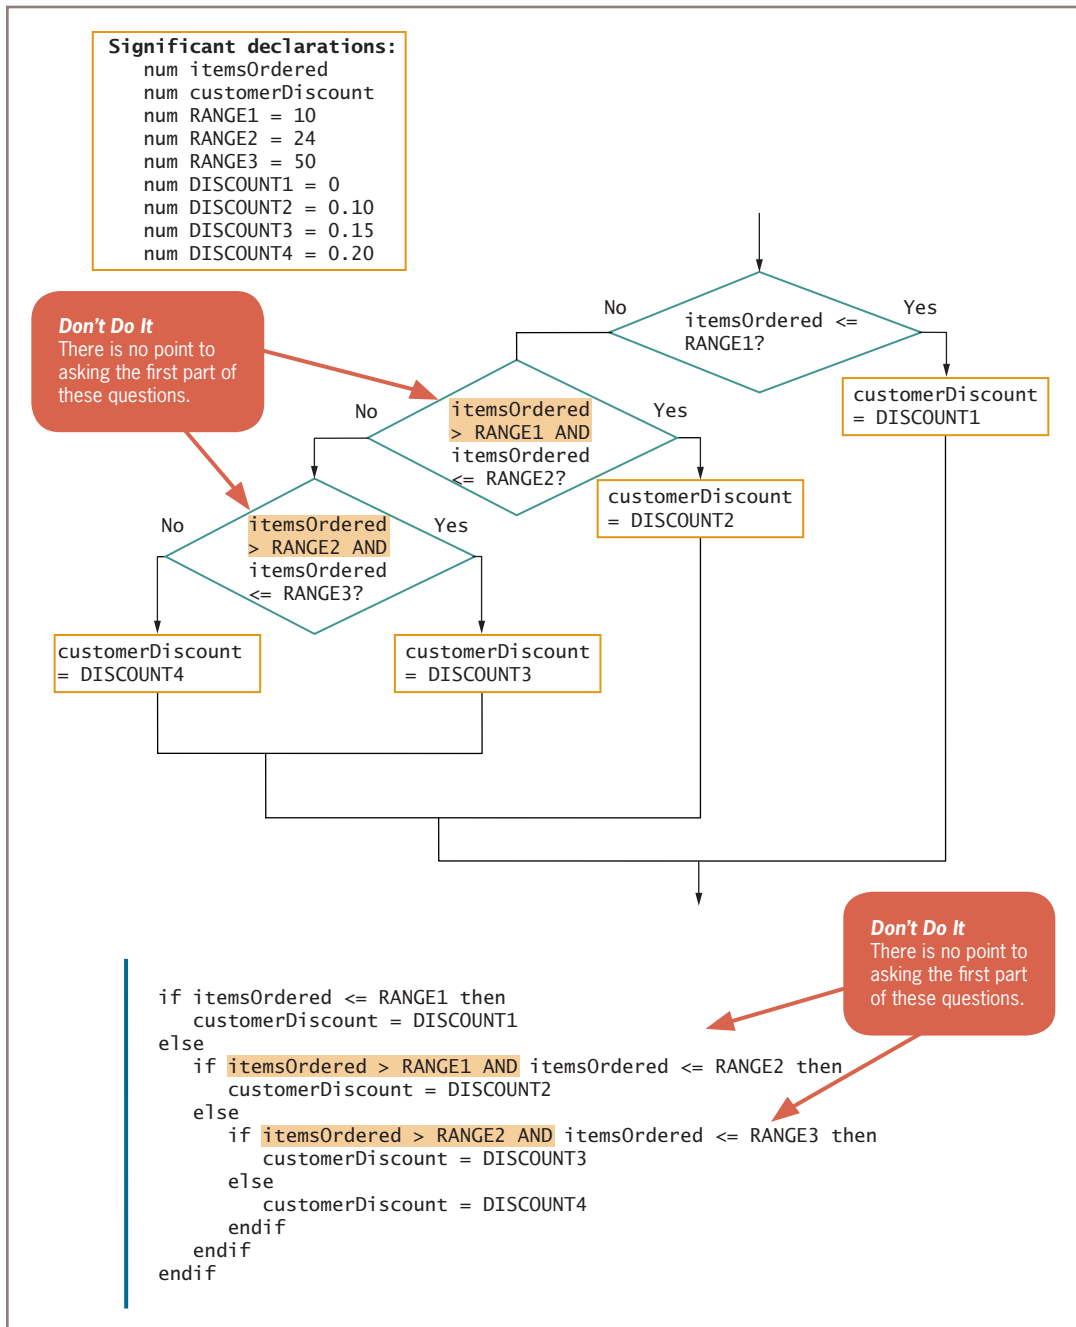 Significant declarations:
num itemsOrdered
num customerDiscount
num RANGE1 = 10
num RANGE2 = 24
num RANGE3 = 50
num DISCOUNT1 = 0
num DISCOUNT2 = 0.10
num DISCOUNT3 = 0.15
num DISCOUNT4 = 0.20
No
Yes
itemsOrdered <=
RANGE1?
Don't Do It
There is no point to
asking the first part of
these questions.
customerDiscount
= DISCOUNT1
No
Yes
itemsOrdered
> RANGE1 AND
itemsOrdered
<= RANGE2?
customerDiscount
= DISCOUNT2
No
Yes
itemsOrdered
> RANGE2 AND
itemsOrdered
<= RANGE3?
customerDiscount
= DISCOUNT4
customerDiscount
= DISCOUNT3
Don't Do It
There is no point to
asking the first part
of these questions.
if itemsOrdered <= RANGE1 then
customerDiscount = DISCOUNT1
else
if itemsOrdered > RANGE1 AND itemsOrdered <= RANGE2 then
customerDiscount = DISCOUNT2
else
if itemsOrdered > RANGE2 AND itemsOrdered <= RANGE3 then
customerDiscount = DISCOUNT3
else
customerDiscount = DISCOUNT4
endif
endif
endif